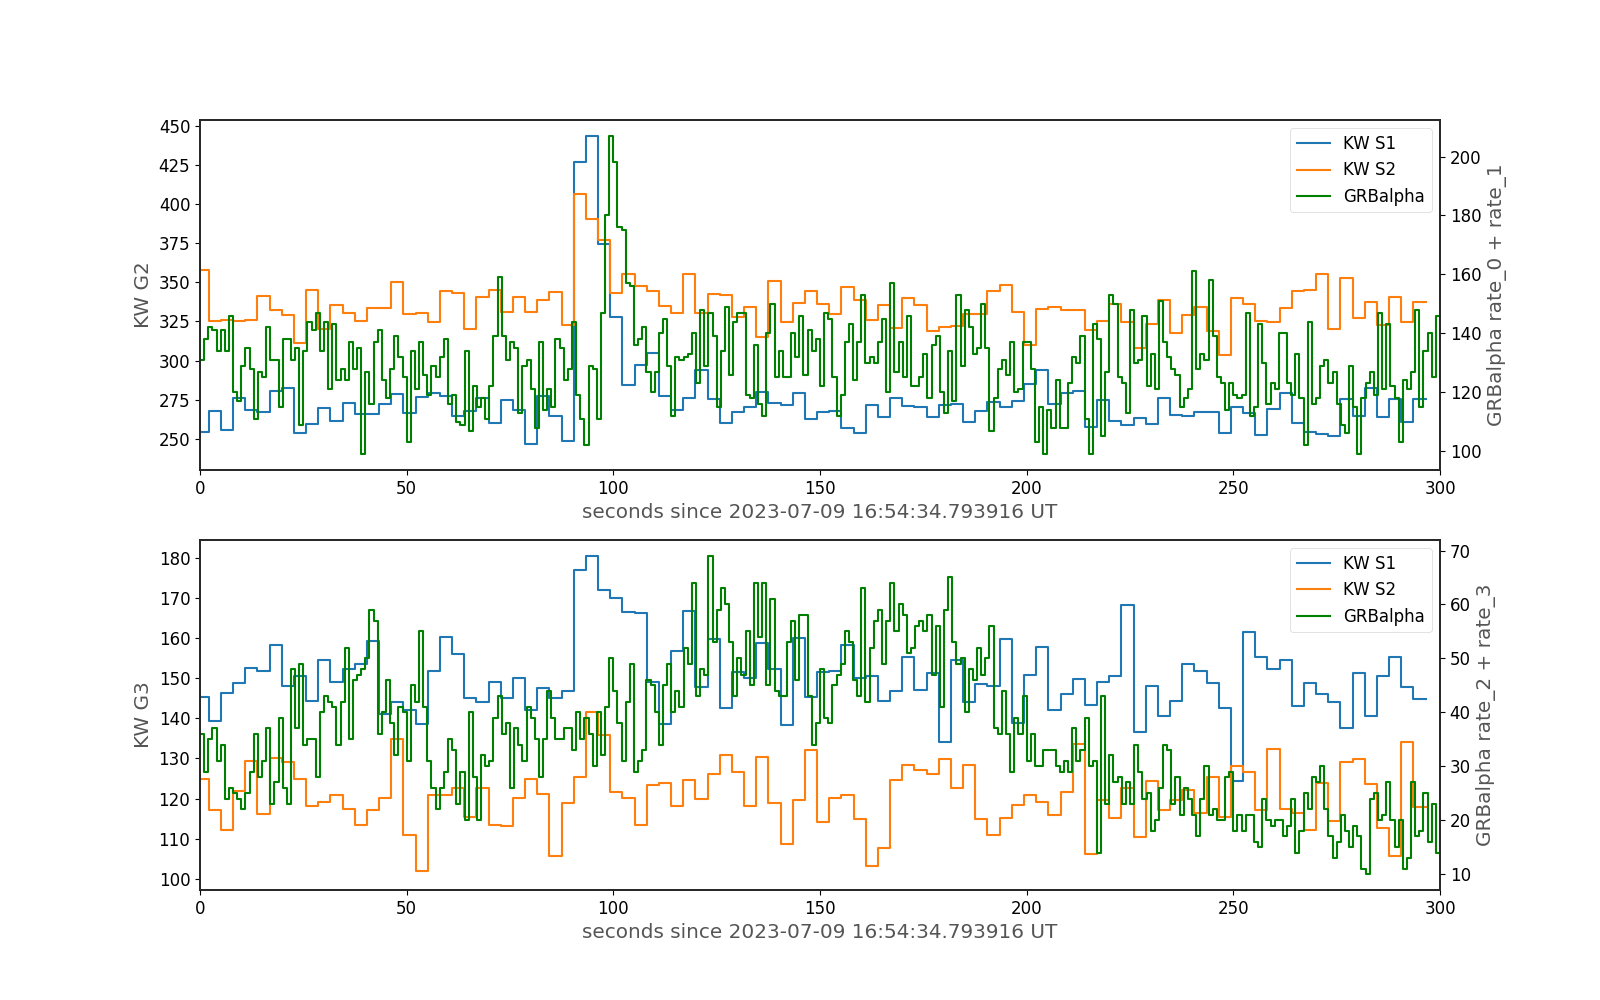 450
425
400
375
350
325
300
275
250
KW G2
200
180
160
140
120
100
GRBalpha rate_0 + rate_1
KW S1
KW S2
GRBalpha
0 50 100 150 200 250 300
seconds since 2023-07-09 16:54:34.793916 UT
180
170
160
150
140
130
120
110
100
KW G3
70
60
50
40
30
20
10
GRBalpha rate_2 + rate_3
KW S1
KW S2
GRBalpha
0 50 100 150 200 250 300
seconds since 2023-07-09 16:54:34.793916 UT